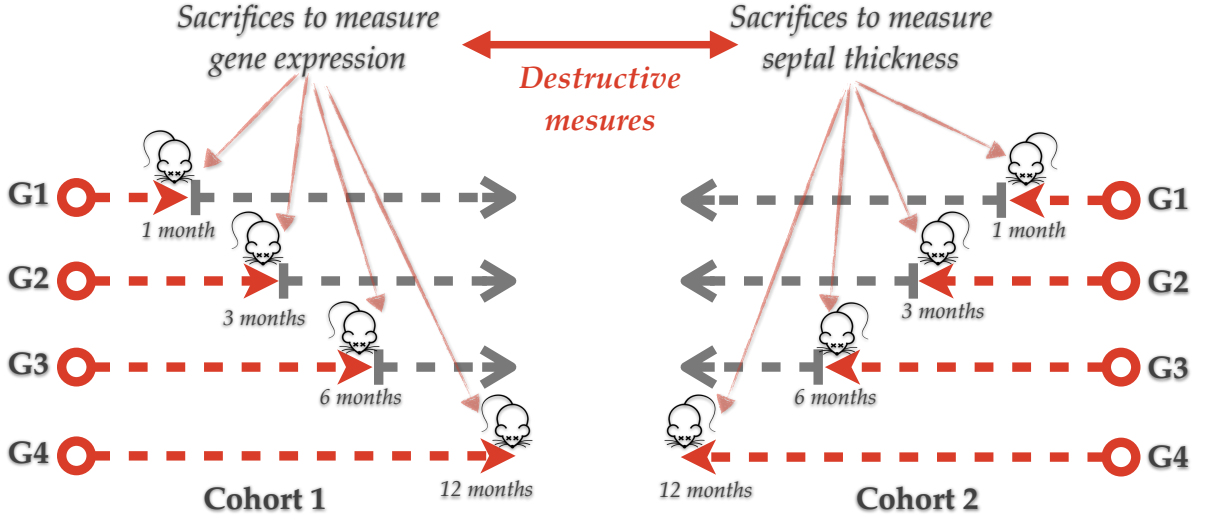 Sacrifices to measure
gene expression
Sacrifices to measure
septal thickness
Destructive
mesures
G1
1 month
G2
3 months
G3
6 months
G4
12 months
Cohort 1
G1
1 month
G2
3 months
G3
6 months
G4
12 months
Cohort 2